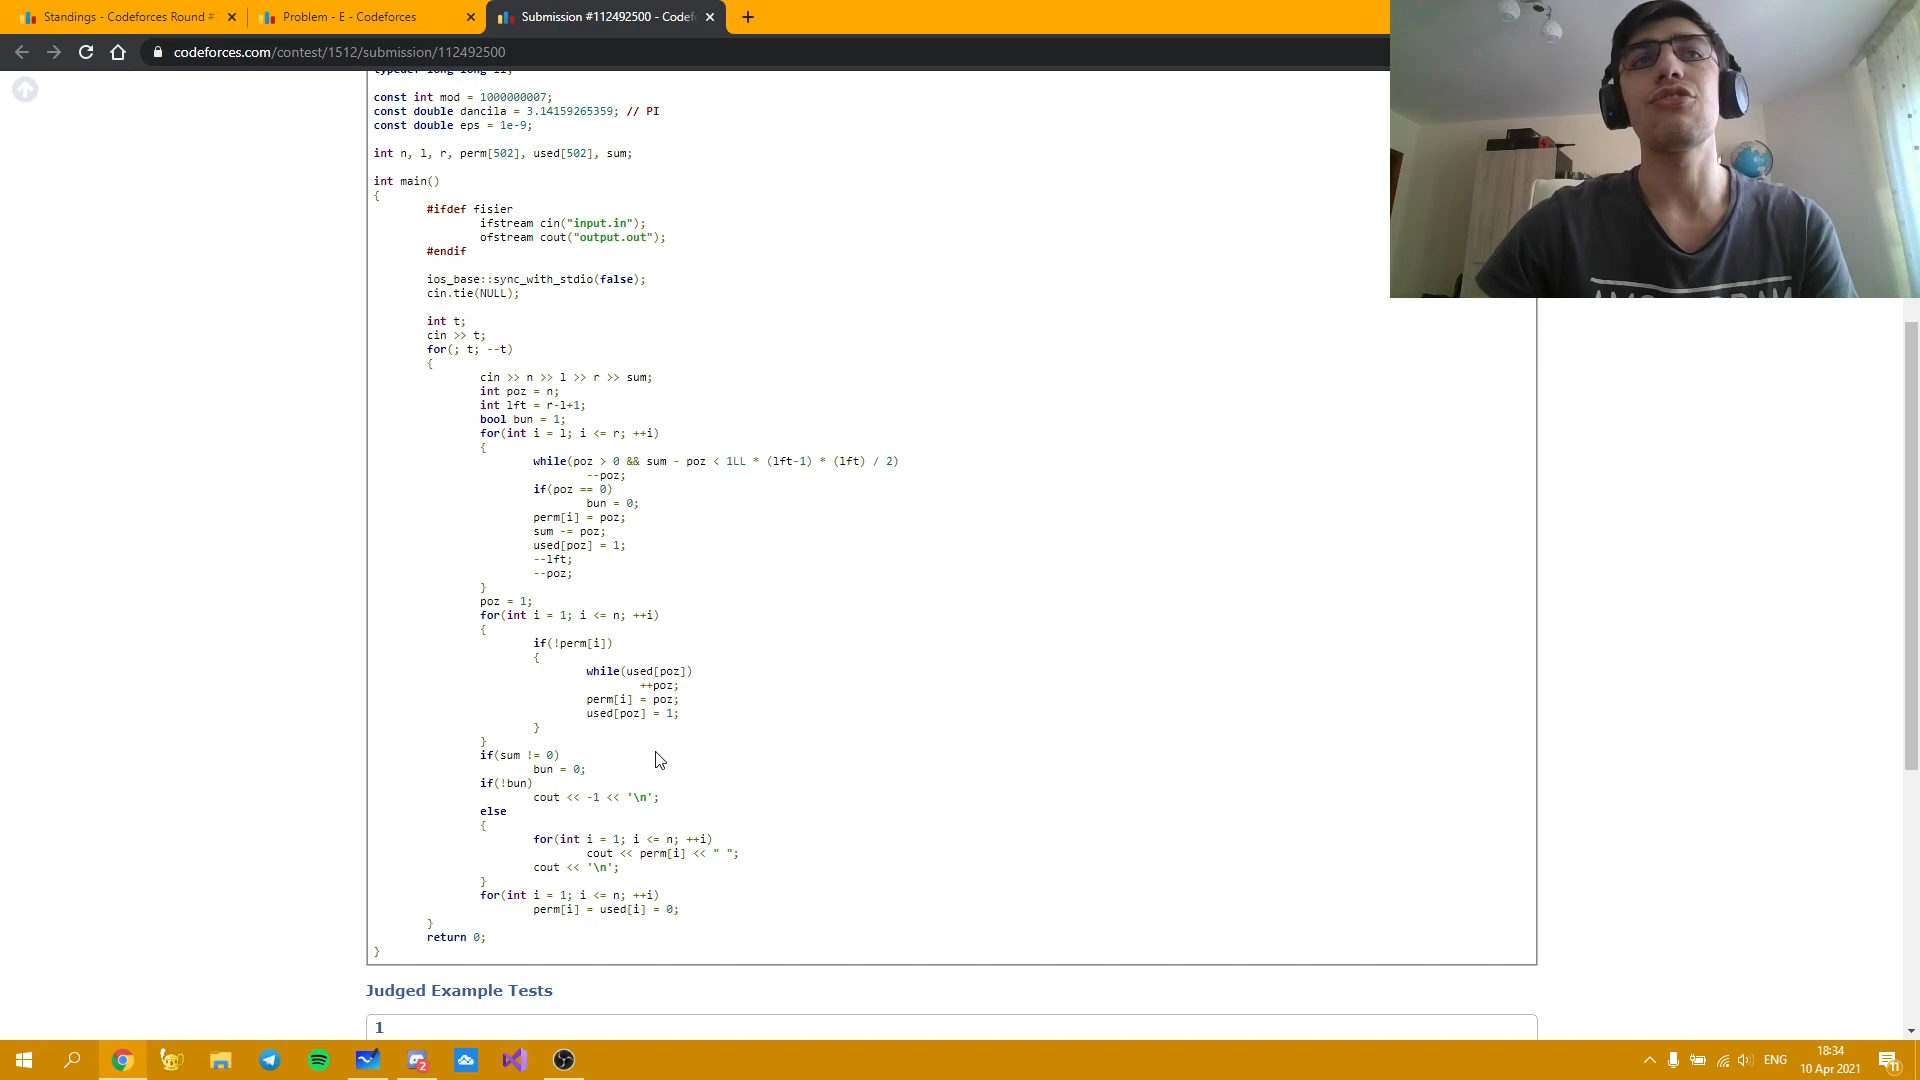 Standings - Codeforces Round #
Problem - E - Codeforces
Submission #112492500 - Codef
codeforces.com/contest/1512/submission/112492500
typedef long long ll;
const int mod = 1000000007;
const double dancila = 3.14159265359; // PI
const double eps = 1e-9;
int n, l, r, perm[502], used[502], sum;
int main()
{
#ifdef fisier
ifstream cin("input.in");
ofstream cout("output.out");
#endif
ios_base::sync_with_stdio(false);
cin.tie(NULL);
int t;
cin >> t;
for(; t; --t)
{
cin >> n >> l >> r >> sum;
int poz = n;
int lft = r-l+1;
bool bun = 1;
for(int i = l; i <= r; ++i)
{
while(poz > 0 && sum - poz < 1LL * (lft-1) * (lft) / 2)
--poz;
if(poz == 0)
bun = 0;
perm[i] = poz;
sum -= poz;
used[poz] = 1;
--lft;
--poz;
}
poz = 1;
for(int i = 1; i <= n; ++i)
{
if(!perm[i])
{
while(used[poz])
++poz;
perm[i] = poz;
used[poz] = 1;
}
}
if(sum != 0)
bun = 0;
if(!bun)
cout << -1 << '\n';
else
{
for(int i = 1; i <= n; ++i)
cout << perm[i] << " ";
cout << '\n';
}
for(int i = 1; i <= n; ++i)
perm[i] = used[i] = 0;
}
return 0;
}
Judged Example Tests
1
ENG
18:34
10 Apr 2021
2
11